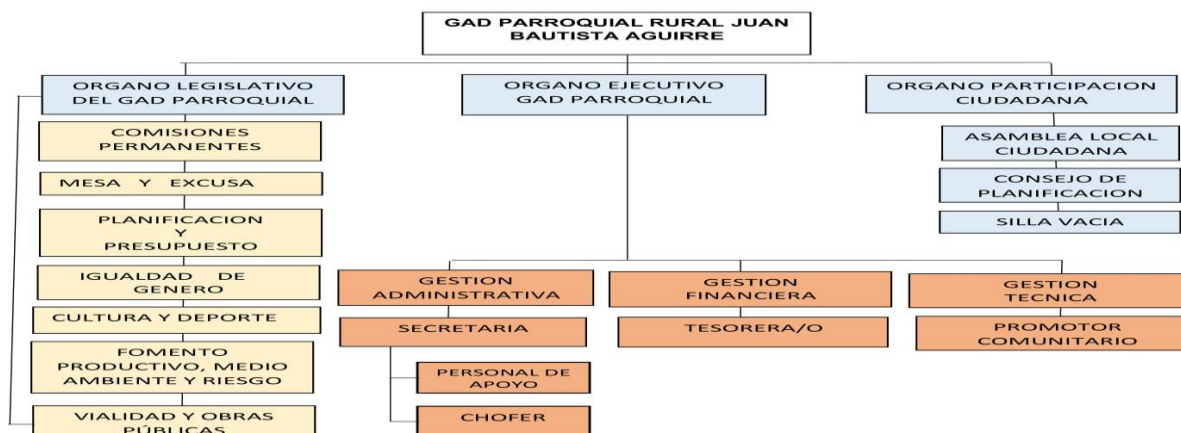 GAD PARROQUIAL RURAL JUAN
BAUTISTA AGUIRRE
ORGANO LEGISLATIVO
DEL GAD PARROQUIAL
COMISIONES
PERMANENTES
MESA Y EXCUSA
PLANIFICACION
Y
PRESUPUESTO
IGUALDAD DE
GENERO
CULTURA Y DEPORTE
FOMENTO
PRODUCTIVO, MEDIO
AMBIENTE Y RIESGO
VIALIDAD Y OBRAS
PÚBLICAS
ORGANO EJECUTIVO
GAD PARROQUIAL
GESTION
ADMINISTRATIVA
SECRETARIA
PERSONAL DE
APOYO
CHOFER
GESTION
FINANCIERA
TESORERA/O
GESTION
TECNICA
PROMOTOR
COMUNITARIO
ORGANO PARTICIPACION
CIUDADANA
ASAMBLEA LOCAL
CIUDADANA
CONSEJO DE
PLANIFICACION
SILLA VACIA